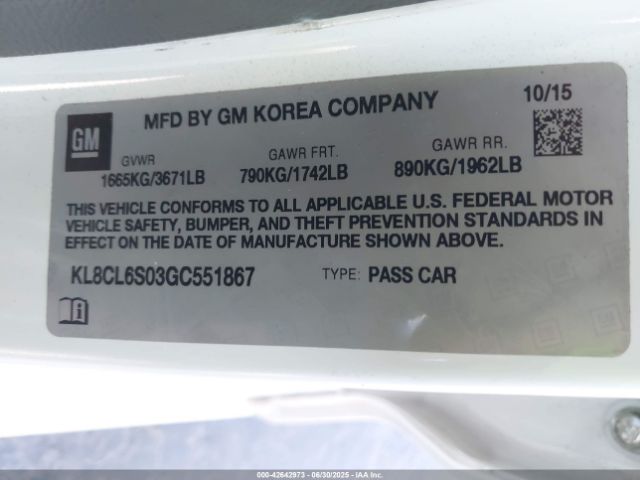 GM
MFD BY GM KOREA COMPANY
10/15
GVWR
1665KG/3671LB
GAWR FRT.
790KG/1742LB
GAWR RR.
890KG/1962LB
THIS VEHICLE CONFORMS TO ALL APPLICABLE U.S. FEDERAL MOTOR
VEHICLE SAFETY, BUMPER, AND THEFT PREVENTION STANDARDS IN
EFFECT ON THE DATE OF MANUFACTURE SHOWN ABOVE.
KL8CL6S03GC551867
TYPE: PASS CAR
000-42642973 - 06/30/2025 - IAA Inc.